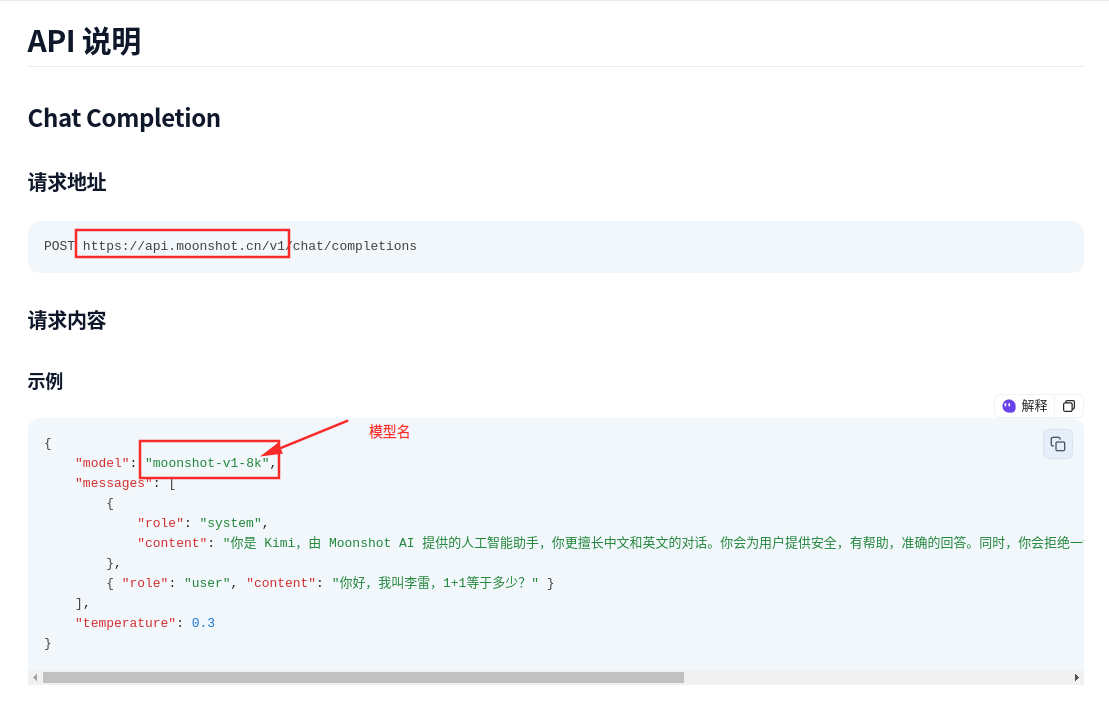 API 说明
Chat Completion
请求地址
POST https://api.moonshot.cn/v1/chat/completions
请求内容
示例
解释
模型名
{
    "model": "moonshot-v1-8k",
    "messages": [
        {
            "role": "system",
            "content": "你是 Kimi，由 Moonshot AI 提供的人工智能助手，你更擅长中文和英文的对话。你会为用户提供安全，有帮助，准确的回答。同时，你会拒绝一
        },
        { "role": "user", "content": "你好，我叫李雷，1+1等于多少？" }
    ],
    "temperature": 0.3
}